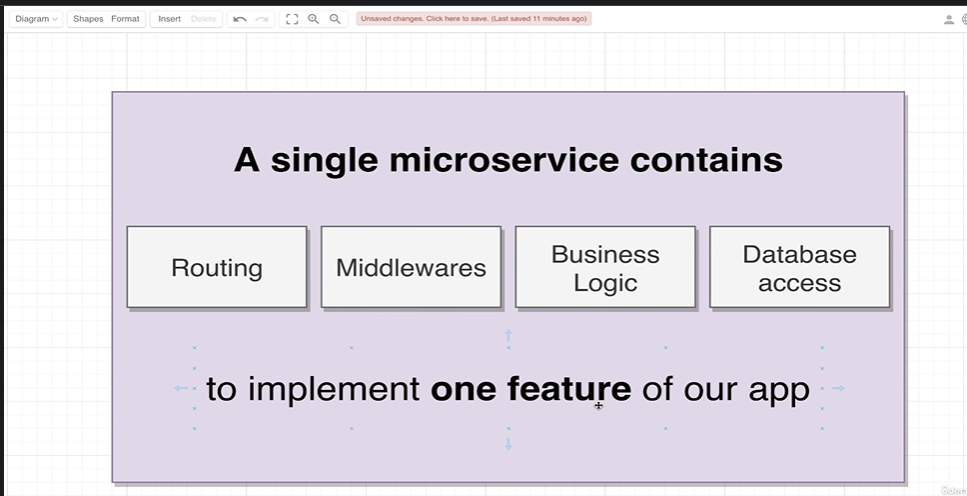 Diagram Shapes Format Insert Delete Unsaved changes. Click here to save. (Last saved 11 minutes ago)
A single microservice contains
Routing
Middlewares
Business
Logic
Database
access
to implement one feature of our app